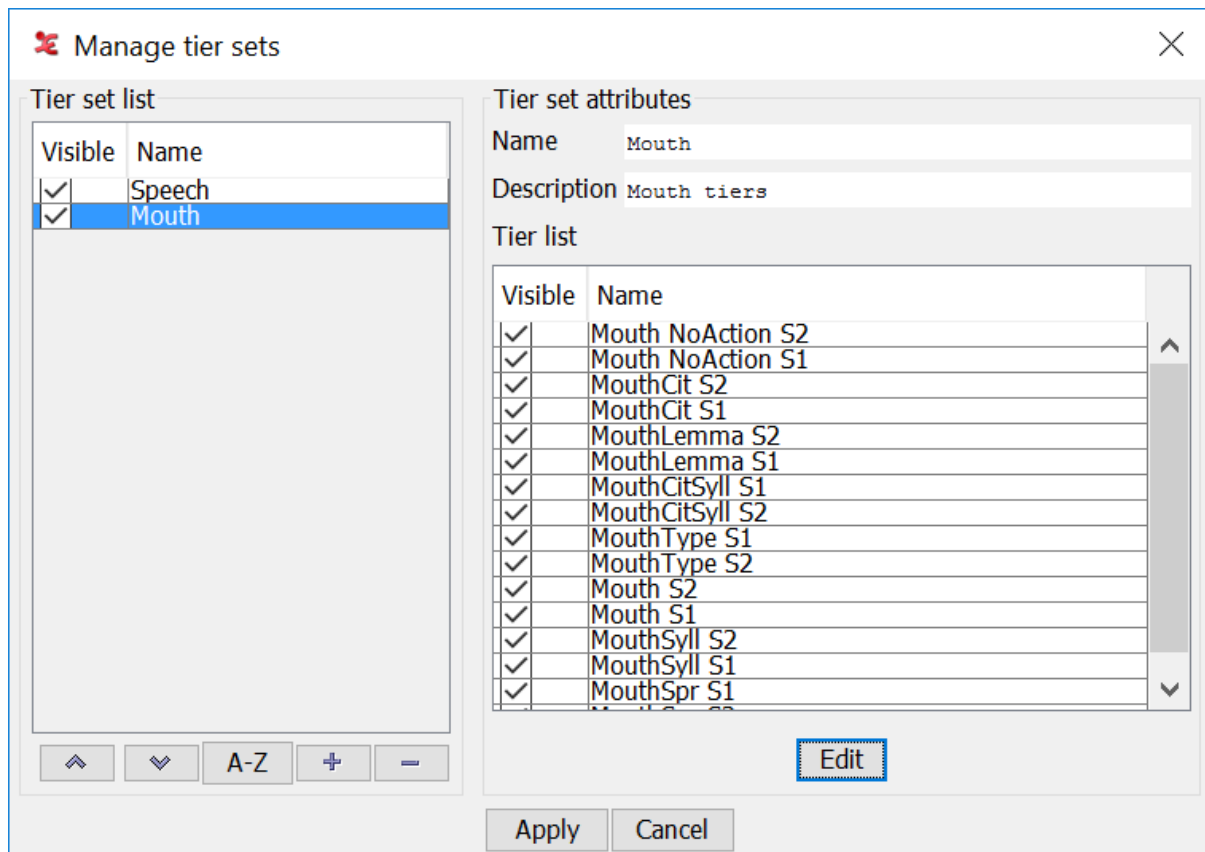 Manage tier sets
Tier set list
Visible Name
Speech
Mouth
A-Z
Tier set attributes
Name Mouth
Description Mouth tiers
Tier list
Visible Name
Mouth NoAction S2
Mouth NoAction S1
MouthCit S2
MouthCit S1
MouthLemma S2
MouthLemma S1
MouthCitSyll S1
MouthCitSyll S2
MouthType S1
MouthType S2
Mouth S2
Mouth S1
MouthSyll S2
MouthSyll S1
MouthSpr S1
Edit
Apply Cancel